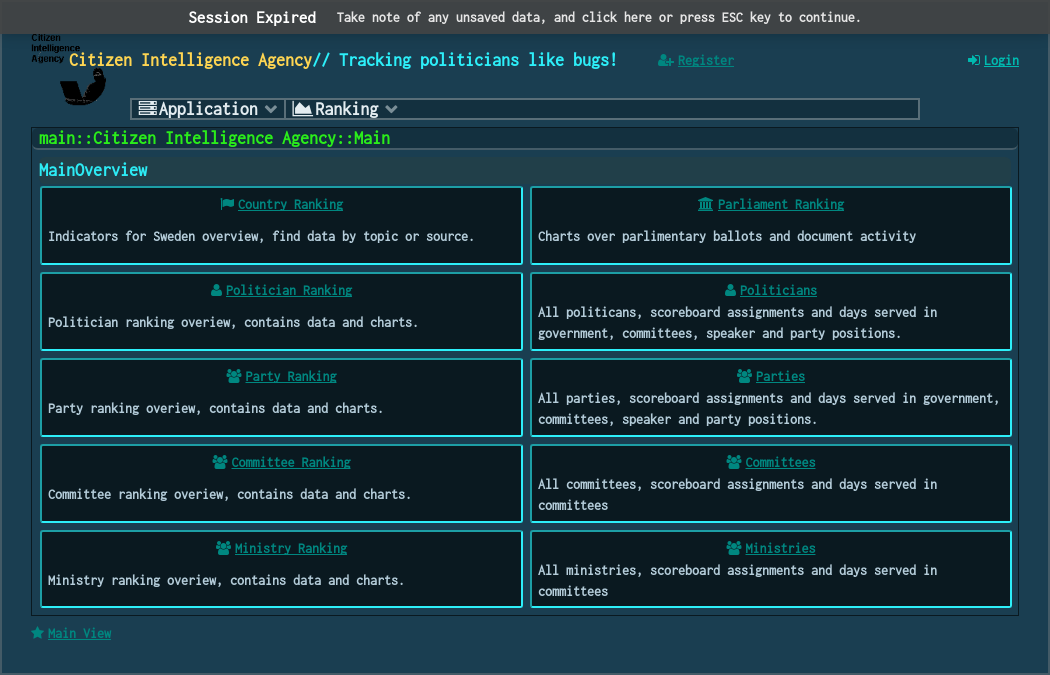 Session Expired Take note of any unsaved data, and click here or press ESC key to continue.
Citizen
Intelligence
Agency
Citizen Intelligence Agency// Tracking politicians like bugs! Register Login
Application Ranking
main::Citizen Intelligence Agency::Main
MainOverview
Country Ranking
Indicators for Sweden overview, find data by topic or source.
Parliament Ranking
Charts over parlimentary ballots and document activity
Politician Ranking
Politician ranking overiew, contains data and charts.
Politicians
All politicans, scoreboard assignments and days served in
government, committees, speaker and party positions.
Party Ranking
Party ranking overiew, contains data and charts.
Parties
All parties, scoreboard assignments and days served in government,
committees, speaker and party positions.
Committee Ranking
Committee ranking overiew, contains data and charts.
Committees
All committees, scoreboard assignments and days served in
committees
Ministry Ranking
Ministry ranking overiew, contains data and charts.
Ministries
All ministries, scoreboard assignments and days served in
committees
Main View